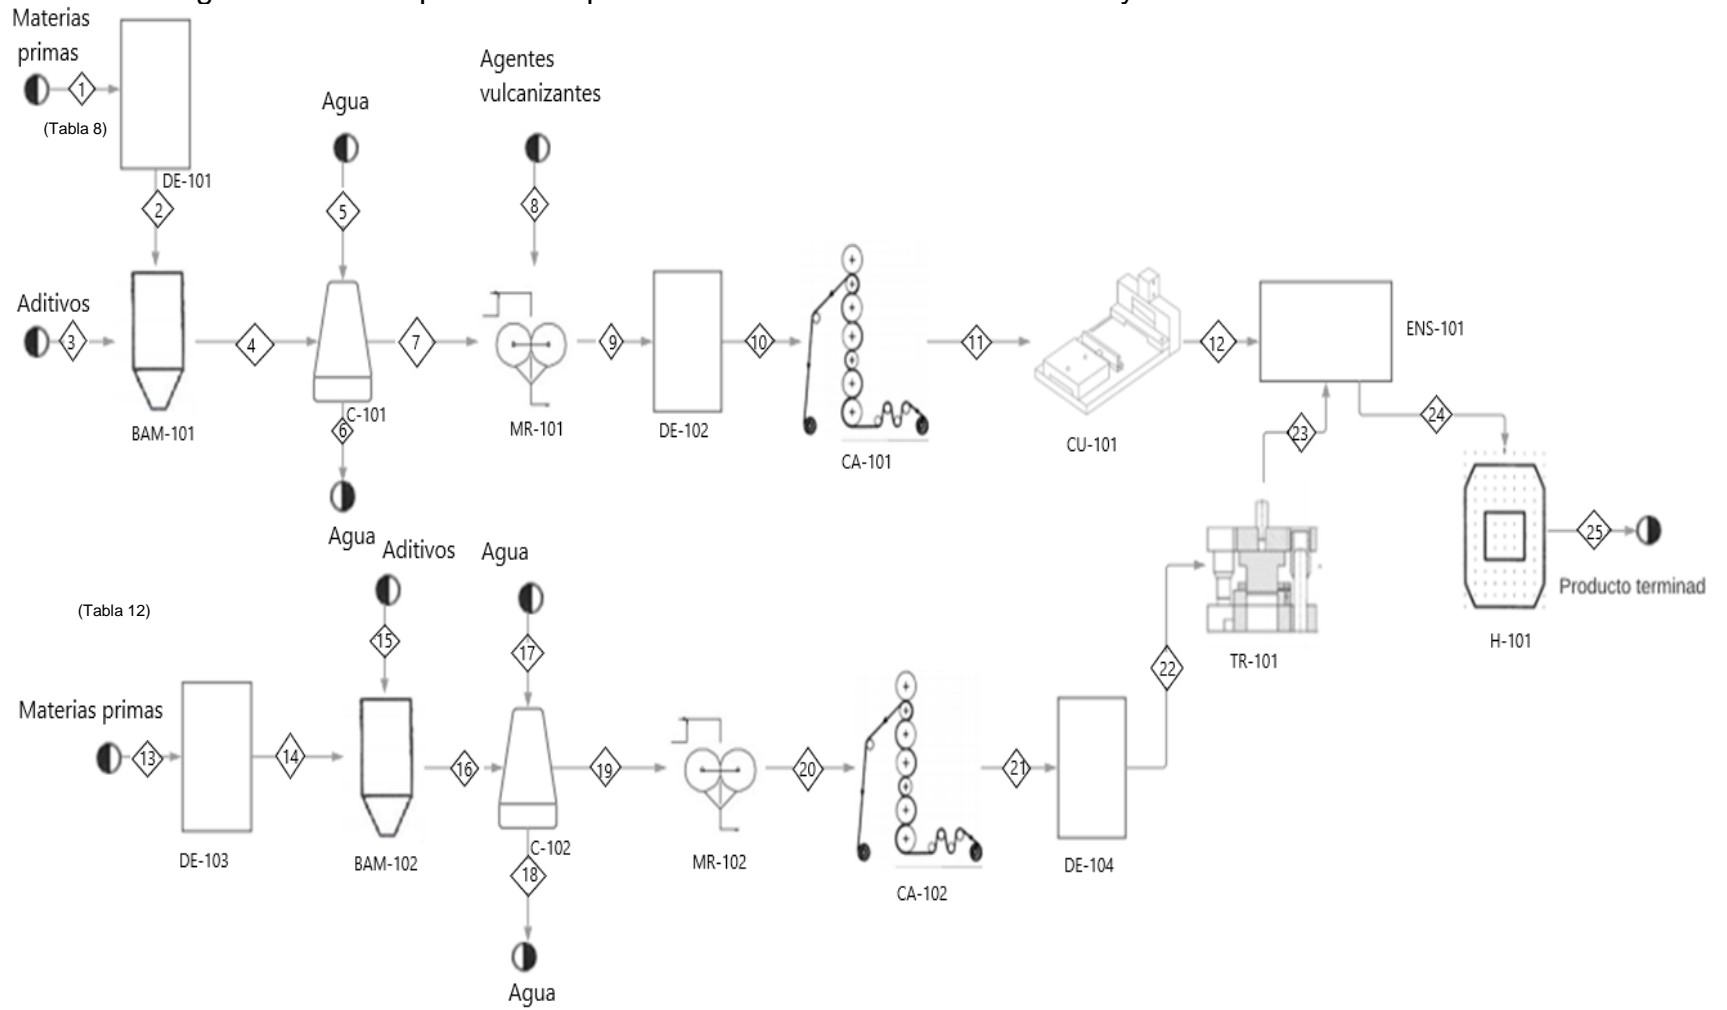 Materias
primas
1
(Tabla 8)
DE-101
2
Agua
5
Agentes
vulcanizantes
8
Aditivos
3
BAM-101
4
C-101
6
Agua
7
MR-101
9
DE-102
10
CA-101
11
CU-101
12
ENS-101
23
24
H-101
25
Producto terminad
TR-101
22
(Tabla 12)
Aditivos
15
Agua
17
Materias primas
13
DE-103
14
BAM-102
16
C-102
18
Agua
19
MR-102
20
CA-102
21
DE-104